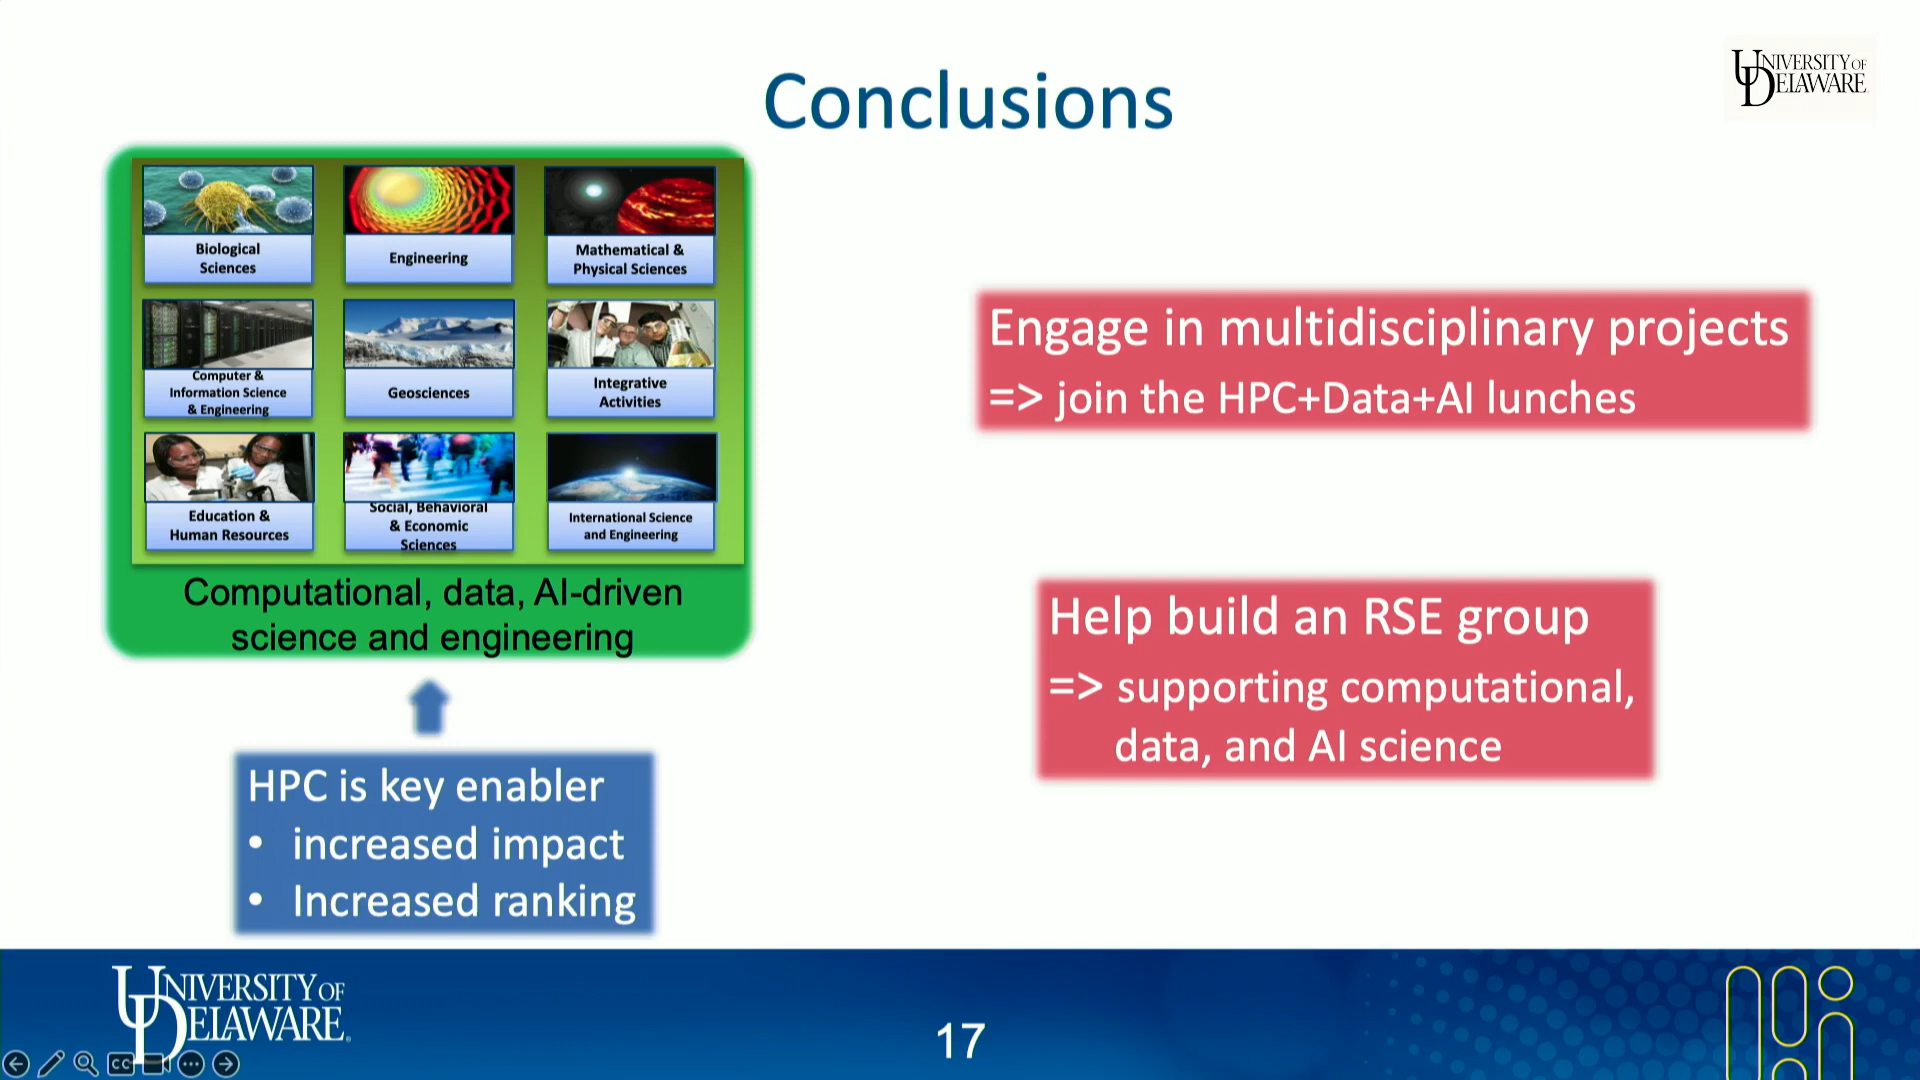 Conclusions
UNIVERSITY OF
DELAWARE
Biological
Sciences
Engineering
Mathematical &
Physical Sciences
Computer &
Information Science
& Engineering
Geosciences
Integrative
Activities
Education &
Human Resources
Social, Behavioral
& Economic
Sciences
International Science
and Engineering
Computational, data, AI-driven
science and engineering
HPC is key enabler
• increased impact
• Increased ranking
Engage in multidisciplinary projects
=> join the HPC+Data+AI lunches
Help build an RSE group
=> supporting computational,
data, and AI science
UNIVERSITY OF
DELAWARE®
17
CC